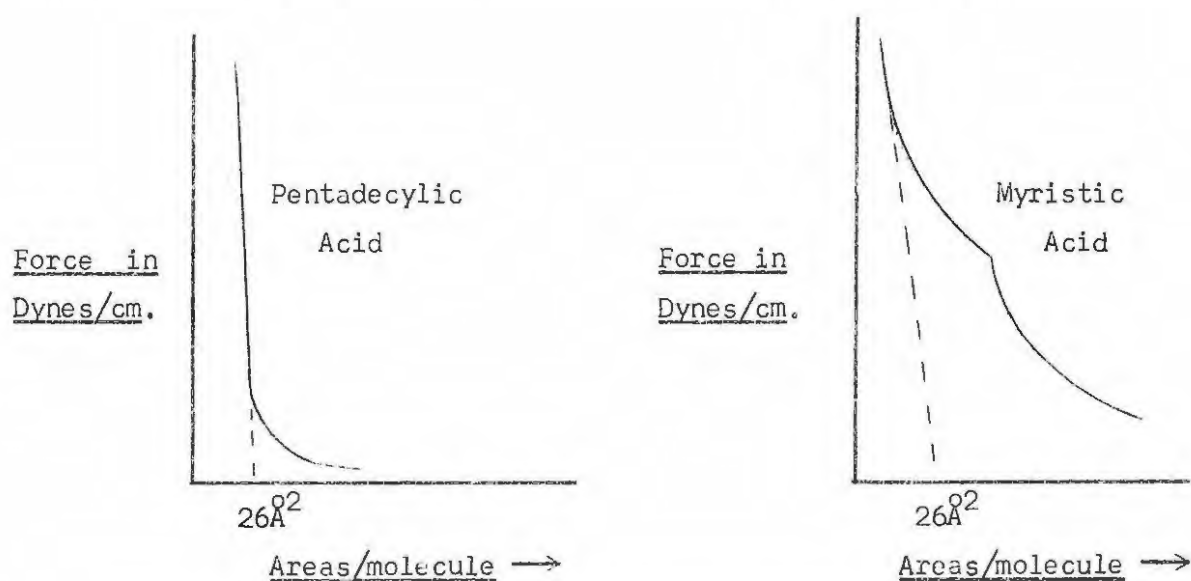 Pentadecylic
Acid
Force in
Dynes/cm.
26Å²
Areas/molecule →
Myristic
Acid
Force in
Dynes/cm.
26Å²
Areas/molecule →